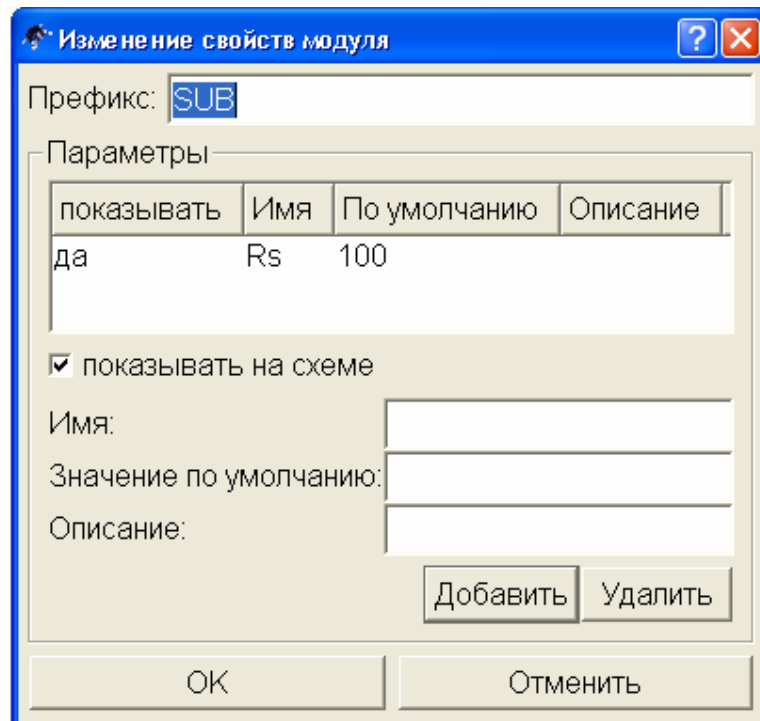 Изменение свойств модуля
Префикс: SUB
Параметры
показывать Имя По умолчанию Описание
да Rs 100
показывать на схеме
Имя:
Значение по умолчанию:
Описание:
Добавить Удалить
OK Отменить